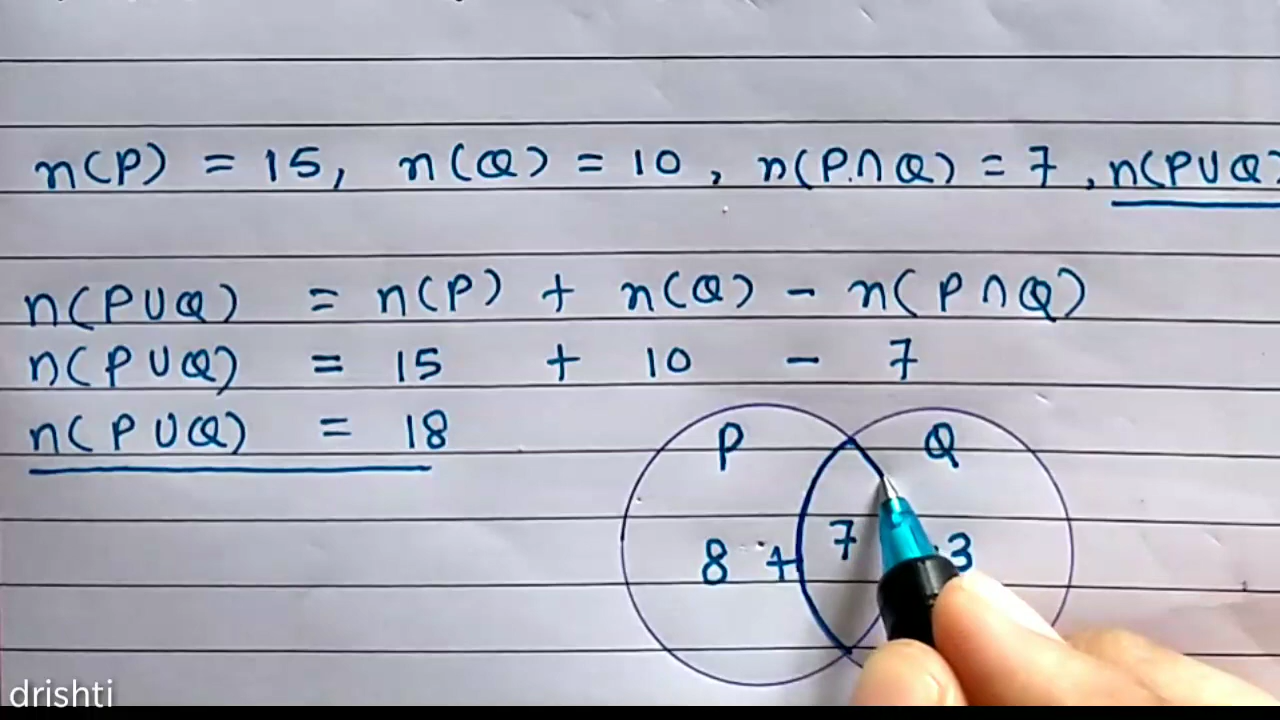 n(P) = 15, n(Q) = 10, n(P∩Q) = 7, n(P∪Q)
n(P∪Q) = n(P) + n(Q) - n(P∩Q)
n(P∪Q) = 15 + 10 - 7
n(P∪Q) = 18
P Q
8 + 7 3
drishti